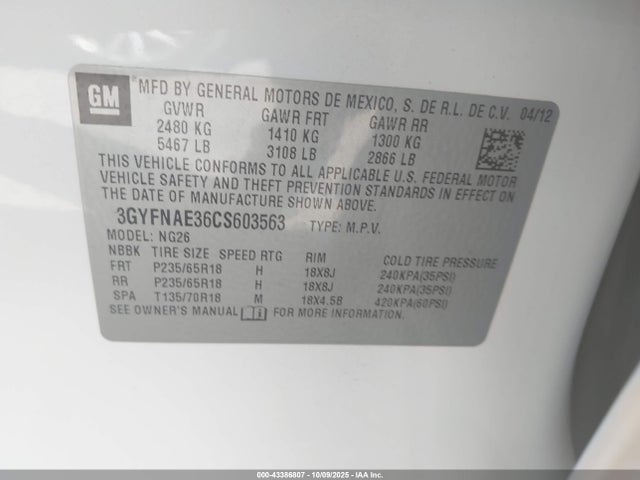 GM
MFD BY GENERAL MOTORS DE MEXICO, S. DE R.L. DE C.V. 04/12
GVWR GAWR FRT GAWR RR
2480 KG 1410 KG 1300 KG
5467 LB 3108 LB 2866 LB
THIS VEHICLE CONFORMS TO ALL APPLICABLE U.S. FEDERAL MOTOR
VEHICLE SAFETY AND THEFT PREVENTION STANDARDS IN EFFECT ON
THE DATE OF MANUFACTURE SHOWN ABOVE.
3GYFNAE36CS603563 TYPE: M.P.V.
MODEL: NG26
NBBK TIRE SIZE SPEED RTG RIM COLD TIRE PRESSURE
FRT P235/65R18 H 18X8J 240KPA(35PSI)
RR P235/65R18 H 18X8J 240KPA(35PSI)
SPA T135/70R18 M 18X4.5B 420KPA(60PSI)
SEE OWNER'S MANUAL FOR MORE INFORMATION.
000-43386807 - 10/09/2025 - IAAI, Inc.